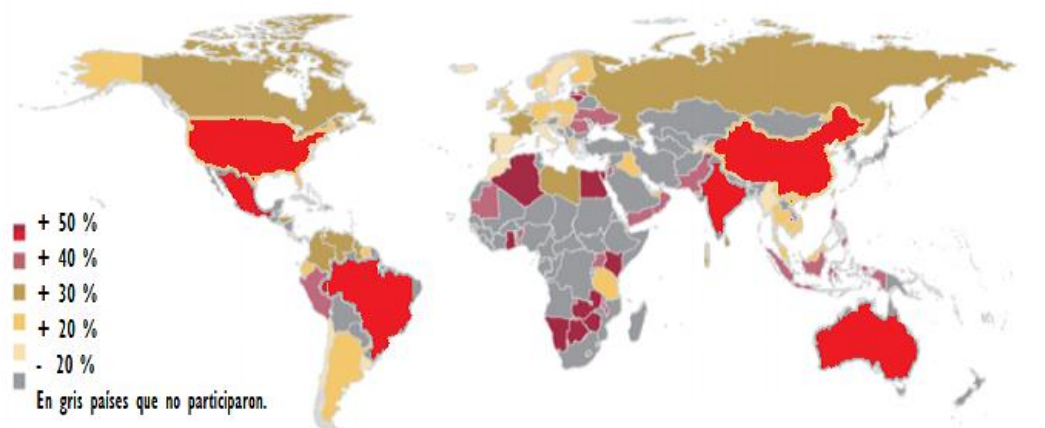 + 50 %
+ 40 %
+ 30 %
+ 20 %
- 20 %
En gris países que no participaron.